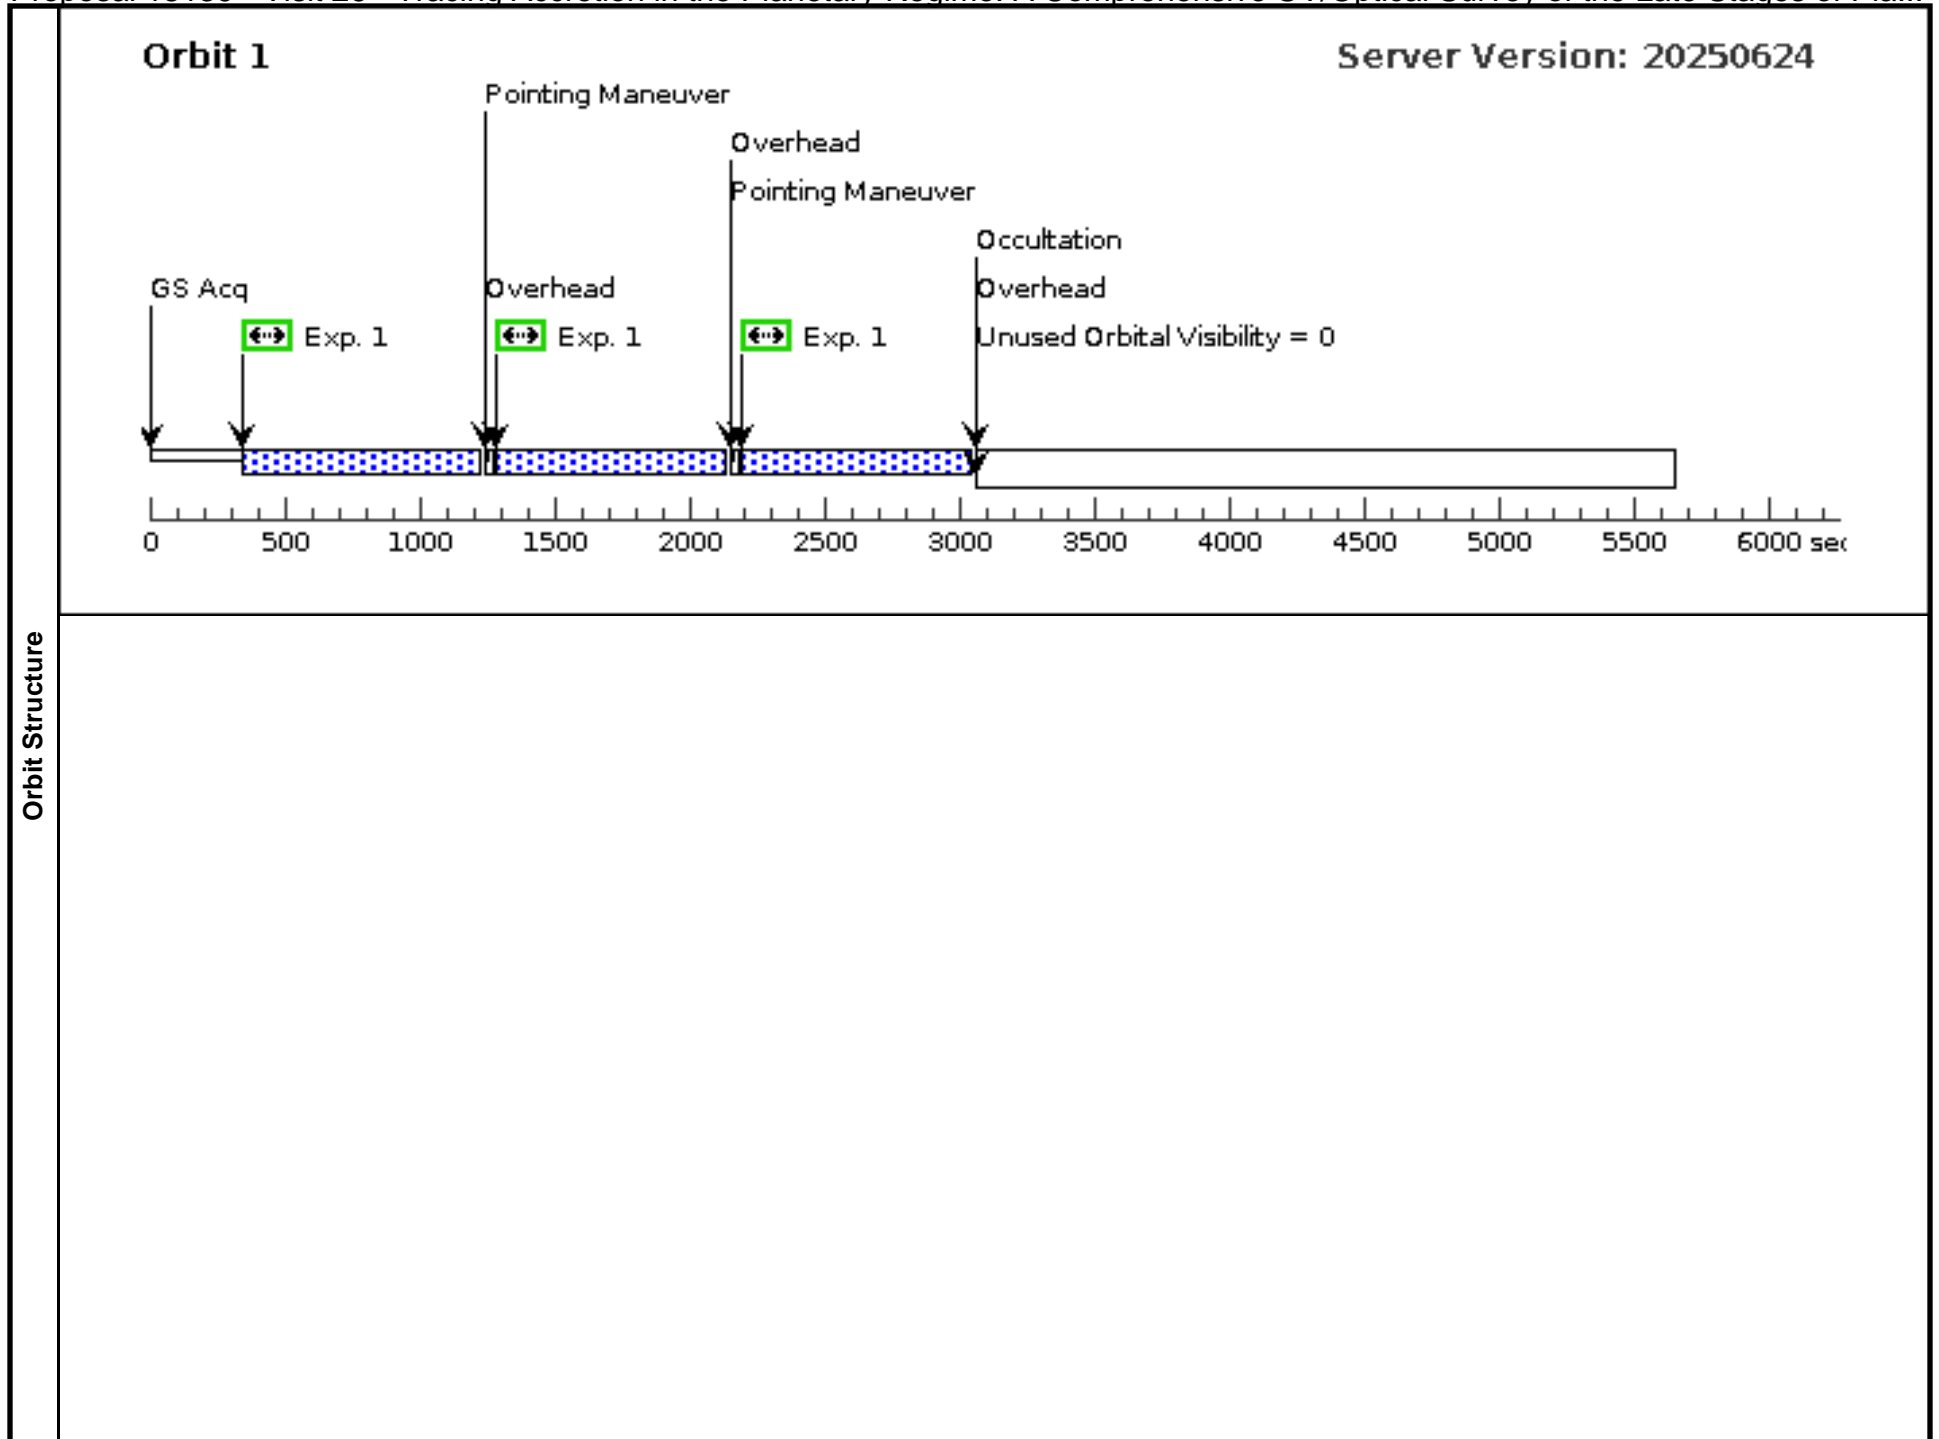 Orbit 1
Server Version: 20250624
Pointing Maneuver
Overhead
Pointing Maneuver
Occultation
GS Acq
Overhead
Overhead
Exp. 1
Exp. 1
Exp. 1
Unused Orbital Visibility = 0
0 500 1000 1500 2000 2500 3000 3500 4000 4500 5000 5500 6000
Orbit Structure